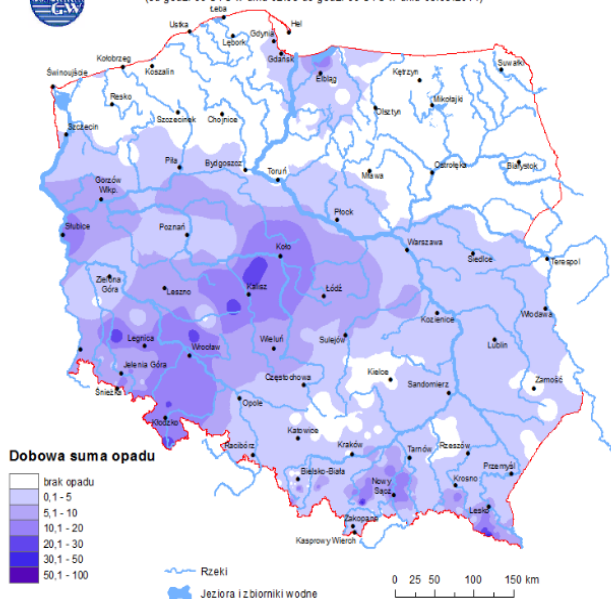 GW
Łeba
Ustka
Hel
Gdynia
Lębork
Kołobrzeg
Koszalin
Gdańsk
Elbląg
Kętrzyn
Suwałki
Świnoujście
Resko
Szczecinek
Chojnice
Olsztyn
Mikołajki
Szczecin
Piła
Bydgoszcz
Toruń
Mława
Ostrołęka
Białystok
Gorzów
Wlkp.
Płock
Słubice
Poznań
Koło
Warszawa
Siedlce
Terespol
Zielona
Góra
Leszno
Kalisz
Łódź
Kozienice
Włodawa
Legnica
Wrocław
Wieluń
Sulejów
Lublin
Jelenia Góra
Śnieżka
Częstochowa
Kielce
Sandomierz
Zamość
Kłodzko
Opole
Katowice
Racibórz
Kraków
Tarnów
Rzeszów
Przemyśl
Bielsko-Biała
Nowy
Sącz
Krosno
Lesko
Zakopane
Kasprowy Wierch
Dobowa suma opadu
brak opadu
0,1 - 5
5,1 - 10
10,1 - 20
20,1 - 30
30,1 - 50
50,1 - 100
Rzeki
Jeziora i zbiorniki wodne
0 25 50 100 150 km